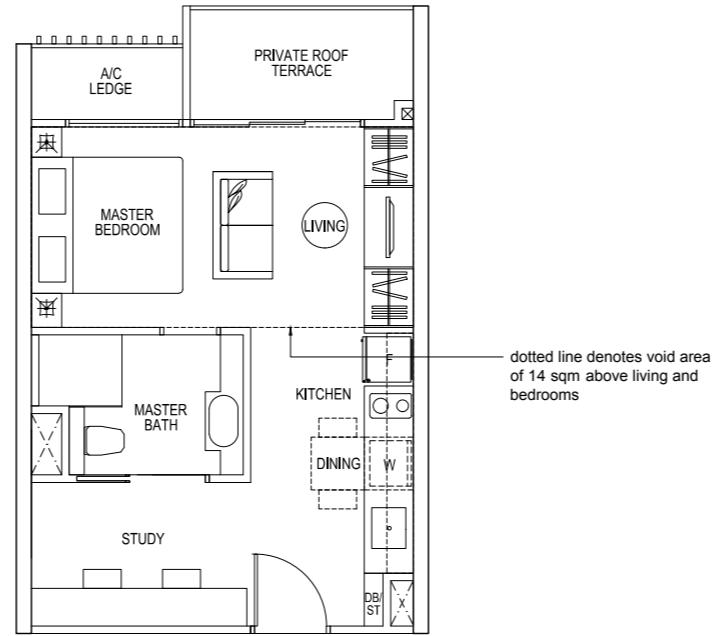 PRIVATE ROOF
TERRACE
A/C
LEDGE
MASTER
BEDROOM
LIVING
F
dotted line denotes void area
of 14 sqm above living and
bedrooms
KITCHEN
MASTER
BATH
DINING
W
STUDY
DB/
ST